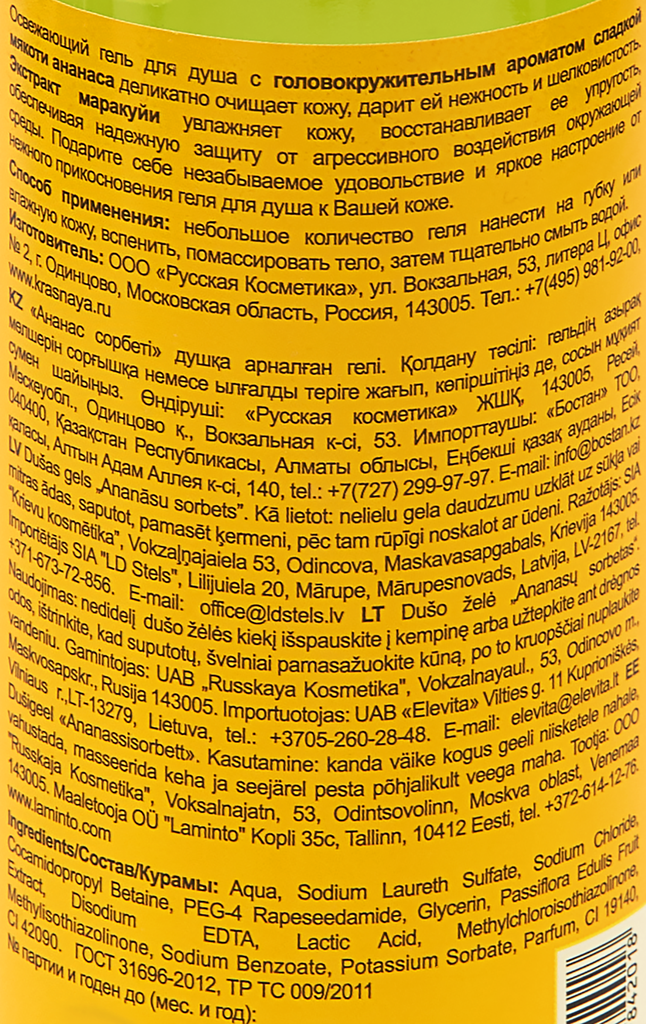 Освежающий гель для душа с головокружительным ароматом сладкой
мякоти ананаса деликатно очищает кожу, дарит ей нежность и шелковистость.
Экстракт маракуйи увлажняет кожу, восстанавливает ее упругость,
обеспечивая надежную защиту от агрессивного воздействия окружающей
среды. Подарите себе незабываемое удовольствие и яркое настроение от
нежного прикосновения геля для душа к Вашей коже.
Способ применения: небольшое количество геля нанести на губку или
влажную кожу, вспенить, помассировать тело, затем тщательно смыть водой.
Изготовитель: ООО «Русская Косметика», ул. Вокзальная, 53, литера Ц, офис
№ 2, г. Одинцово, Московская область, Россия, 143005. Тел.: +7(495) 981-92-00,
www.krasnaya.ru
KZ «Ананас сорбеті» душқа арналған гелі. Қолдану тәсілі: гельдің азырақ
мөлшерін сорғышқа немесе ылғалды теріге жағып, көпіршітіңіз де, сосын мұқият
сумен шайыңыз. Өндіруші: «Русская косметика» ЖШҚ, 143005, Ресей,
Мәскеуобл., Одинцово қ., Вокзальная к-сі, 53. Импорттаушы: «Бостан» ТОО,
040400, Қазақстан Республикасы, Алматы облысы, Еңбекші қазақ ауданы, Есік
қаласы, Алтын Адам Аллея к-сі, 140, tel.: +7(727) 299-97-97. E-mail: info@bostan.kz
LV Dušas gels „Ananāsu sorbets”. Kā lietot: nelielu gela daudzumu uzklāt uz sūkļa vai
mitras ādas, saputot, pamasēt ķermeni, pēc tam rūpīgi noskalot ar ūdeni. Ražotājs: SIA
"Krievu kosmētika", Vokzaļnajaiela 53, Odincova, Maskavasapgabals, Krievija 143005.
Importētājs SIA "LD Stels", Lilijuiela 20, Mārupe, Mārupesnovads, Latvija, LV-2167, tel.
+371-673-72-856. E-mail: office@ldstels.lv LT Dušo želė „Ananasų sorbetas“.
Naudojimas: nedidelį dušo žėlės kiekį išspauskite į kempinę arba užtepkite ant drėgnos
odos, ištrinkite, kad suputotų, švelniai pamasažuokite kūną, po to kruopščiai nuplaukite
vandeniu. Gamintojas: UAB „Russkaya Kosmetika", Vokzalnayaul., 53, Odincovo m.,
Maskvosapskr., Rusija 143005. Importuotojas: UAB «Elevita» Vilties g. 11 Kuprioniškės,
Vilniaus r.,LT-13279, Lietuva, tel.: +3705-260-28-48. E-mail: elevita@elevita.lt EE
Dušigeel «Ananassisorbett». Kasutamine: kanda väike kogus geeli niisketele nahale,
vahustada, masseerida keha ja seejärel pesta põhjalikult veega maha. Tootja: OOO
"Russkaja Kosmetika", Voksalnajatn, 53, Odintsovolinn, Moskva oblast, Venemaa
143005. Maaletooja OÜ "Laminto" Kopli 35c, Tallinn, 10412 Eesti, tel. +372-614-12-76.
www.laminto.com
Ingredients/Состав/Курамы: Aqua, Sodium Laureth Sulfate, Sodium Chloride,
Cocamidopropyl Betaine, PEG-4 Rapeseedamide, Glycerin, Passiflora Edulis Fruit
Extract, Disodium EDTA, Lactic Acid, Methylchloroisothiazolinone,
Methylisothiazolinone, Sodium Benzoate, Potassium Sorbate, Parfum, CI 19140,
CI 42090. ГОСТ 31696-2012, ТР ТС 009/2011
№ партии и годен до (мес. и год):
842018